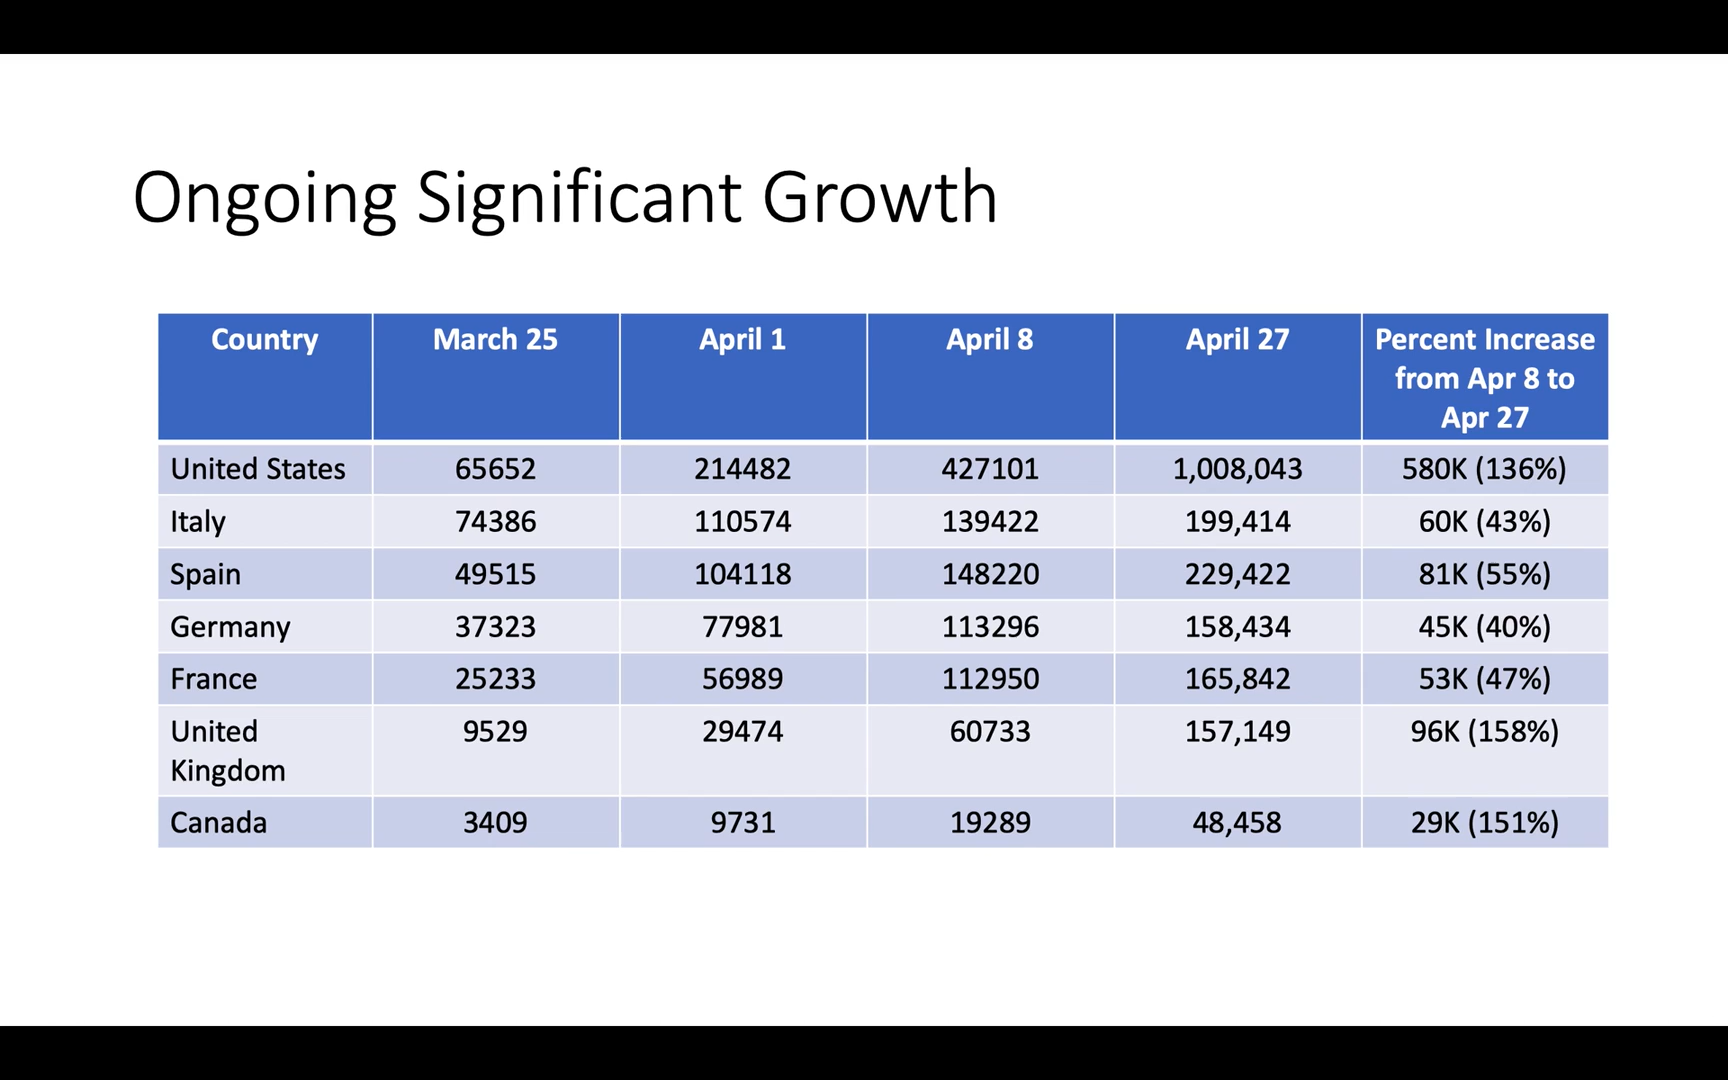 Ongoing Significant Growth
Country March 25 April 1 April 8 April 27 Percent Increase
from Apr 8 to
Apr 27
United States 65652 214482 427101 1,008,043 580K (136%)
Italy 74386 110574 139422 199,414 60K (43%)
Spain 49515 104118 148220 229,422 81K (55%)
Germany 37323 77981 113296 158,434 45K (40%)
France 25233 56989 112950 165,842 53K (47%)
United 9529 29474 60733 157,149 96K (158%)
Kingdom
Canada 3409 9731 19289 48,458 29K (151%)